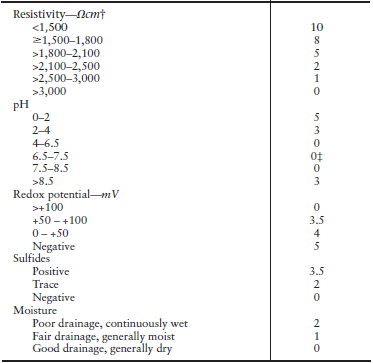 Resistivity—Ωcm†
<1,500 10
≥1,500–1,800 8
>1,800–2,100 5
>2,100–2,500 2
>2,500–3,000 1
>3,000 0
pH
0–2 5
2–4 3
4–6.5 0
6.5–7.5 0‡
7.5–8.5 0
>8.5 3
Redox potential—mV
>+100 0
+50 – +100 3.5
0 – +50 4
Negative 5
Sulfides
Positive 3.5
Trace 2
Negative 0
Moisture
Poor drainage, continuously wet 2
Fair drainage, generally moist 1
Good drainage, generally dry 0